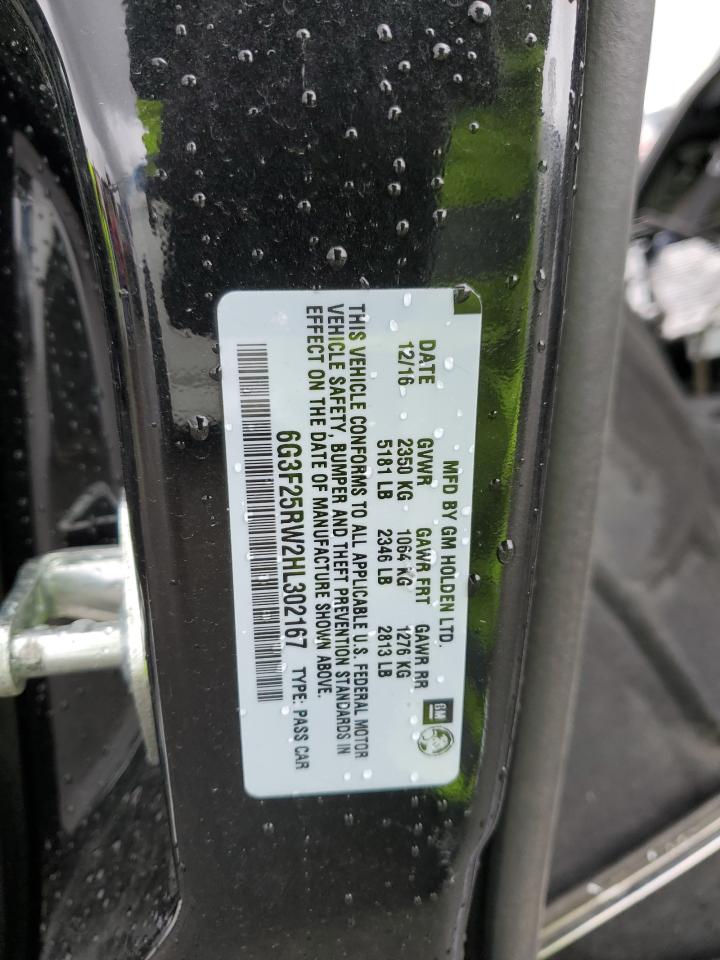 MFD BY GM HOLDEN LTD.
DATE GVWR GAWR FRT GAWR RR
12/16 2350 KG 1064 KG 1276 KG
5181 LB 2346 LB 2813 LB
THIS VEHICLE CONFORMS TO ALL APPLICABLE U.S. FEDERAL MOTOR
VEHICLE SAFETY, BUMPER AND THEFT PREVENTION STANDARDS IN
EFFECT ON THE DATE OF MANUFACTURE SHOWN ABOVE.
6G3F25RW2HL302167 TYPE: PASS CAR
GM